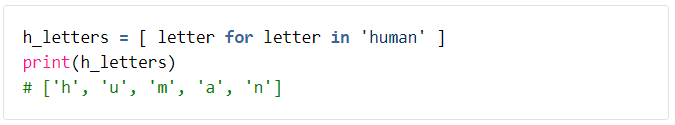 h_letters = [ letter for letter in 'human' ]
print(h_letters)
# ['h', 'u', 'm', 'a', 'n']